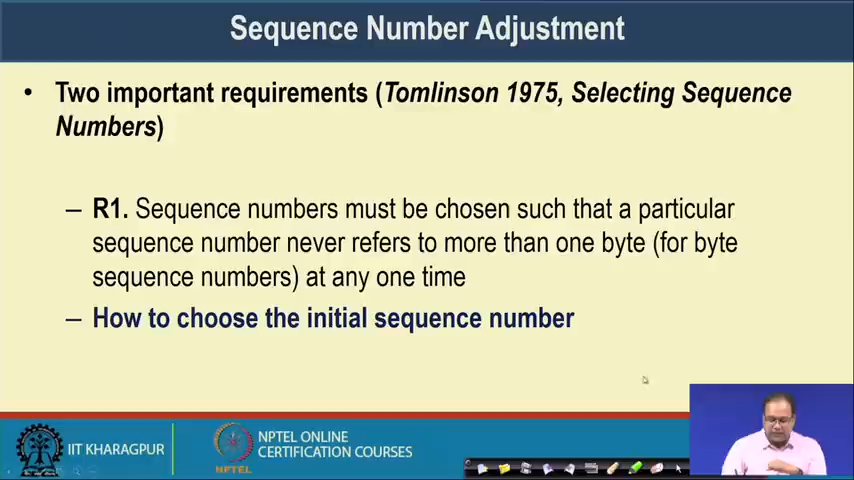 Sequence Number Adjustment
• Two important requirements (Tomlinson 1975, Selecting Sequence
Numbers)
– R1. Sequence numbers must be chosen such that a particular
sequence number never refers to more than one byte (for byte
sequence numbers) at any one time
– How to choose the initial sequence number
IIT KHARAGPUR
NPTEL
NPTEL ONLINE
CERTIFICATION COURSES